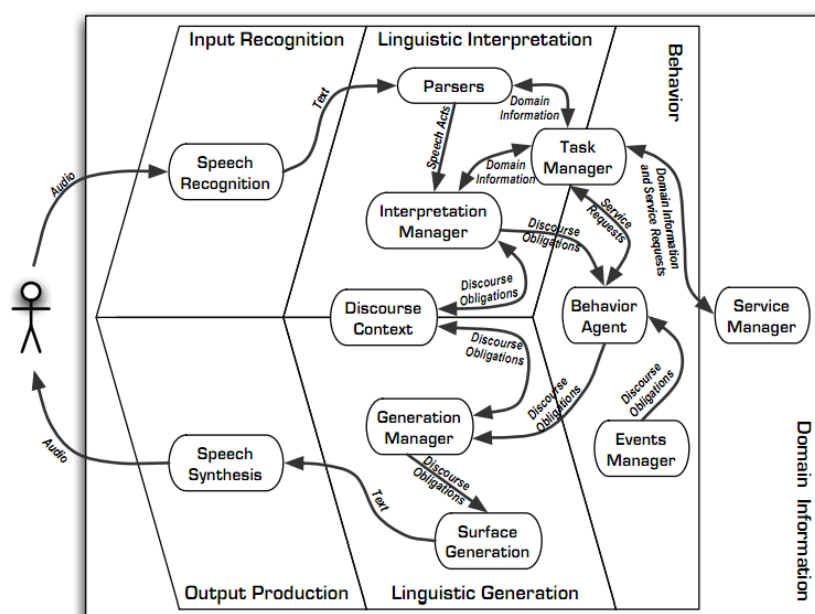 Input Recognition
Linguistic Interpretation
Behavior
Parsers
Text
Domain
Information
Speech Acts
Speech
Recognition
Audio
Task
Manager
Domain
Information
Domain Information
and Service Requests
Interpretation
Manager
Service
Requests
Discourse
Obligations
Discourse
Obligations
Discourse
Context
Behavior
Agent
Service
Manager
Discourse
Obligations
Discourse
Obligations
Discourse
Obligations
Generation
Manager
Events
Manager
Audio
Speech
Synthesis
Discourse
Obligations
Text
Surface
Generation
Domain Information
Output Production
Linguistic Generation